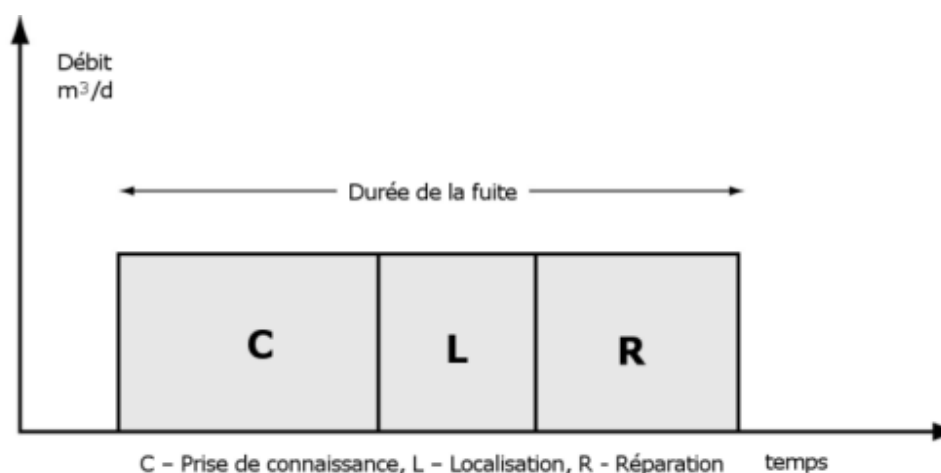 Débit
m³/d
Durée de la fuite
C
L
R
C – Prise de connaissance, L – Localisation, R - Réparation
temps